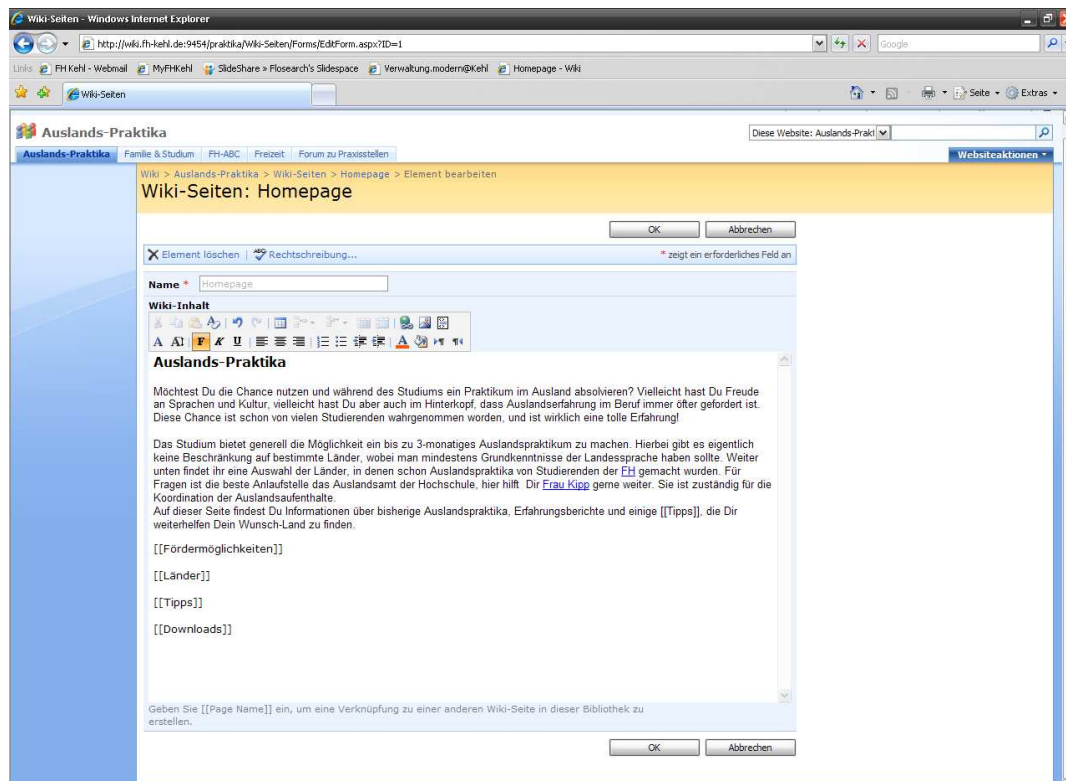 Wiki-Seiten - Windows Internet Explorer
http://wiki.fh-kehl.de:9454/praktika/Wiki-Seiten/Forms/EditForm.aspx?ID=1
Google
Links FH Kehl - Webmail MyFHKehl SlideShare » Flosearch's Slidespace Verwaltung.modern@Kehl Homepage - Wiki
Wiki-Seiten
Seite Extras
Auslands-Praktika
Diese Website: Auslands-Prakt
Auslands-Praktika Familie & Studium FH-ABC Freizeit Forum zu Praxisstellen
Websiteaktionen
Wiki > Auslands-Praktika > Wiki-Seiten > Homepage > Element bearbeiten
Wiki-Seiten: Homepage
OK Abbrechen
Element löschen | Rechtschreibung...
* zeigt ein erforderliches Feld an
Name * Homepage
Wiki-Inhalt
A A F K U A
Auslands-Praktika
Möchtest Du die Chance nutzen und während des Studiums ein Praktikum im Ausland absolvieren? Vielleicht hast Du Freude
an Sprachen und Kultur, vielleicht hast Du aber auch im Hinterkopf, dass Auslandserfahrung im Beruf immer öfter gefordert ist.
Diese Chance ist schon von vielen Studierenden wahrgenommen worden, und ist wirklich eine tolle Erfahrung!
Das Studium bietet generell die Möglichkeit ein bis zu 3-monatiges Auslandspraktikum zu machen. Hierbei gibt es eigentlich
keine Beschränkung auf bestimmte Länder, wobei man mindestens Grundkenntnisse der Landessprache haben sollte. Weiter
unten findet ihr eine Auswahl der Länder, in denen schon Auslandspraktika von Studierenden der FH gemacht wurden. Für
Fragen ist die beste Anlaufstelle das Auslandsamt der Hochschule, hier hilft Dir Frau Kipp gerne weiter. Sie ist zuständig für die
Koordination der Auslandsaufenthalte.
Auf dieser Seite findest Du Informationen über bisherige Auslandspraktika, Erfahrungsberichte und einige [[Tipps]], die Dir
weiterhelfen Dein Wunsch-Land zu finden.
[[Fördermöglichkeiten]]
[[Länder]]
[[Tipps]]
[[Downloads]]
Geben Sie [[Page Name]] ein, um eine Verknüpfung zu einer anderen Wiki-Seite in dieser Bibliothek zu
erstellen.
OK Abbrechen